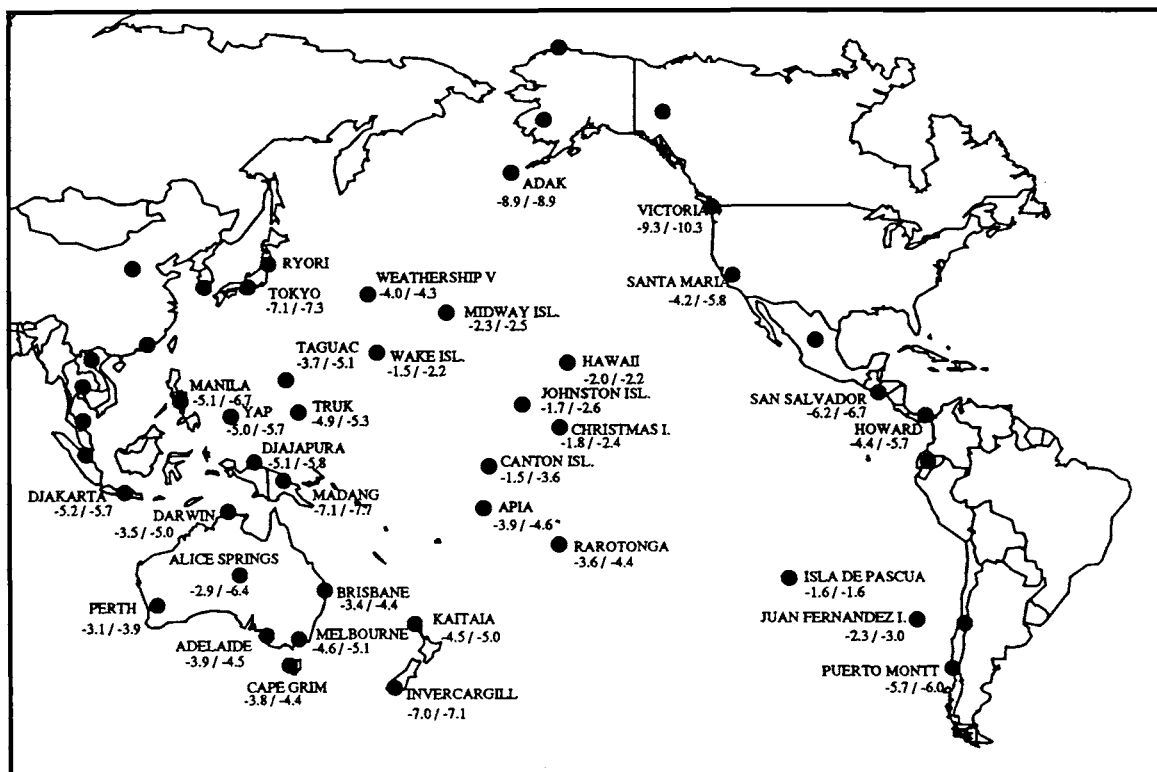 ADAK
-8.9 / -8.9
VICTORIA
-9.3 / -10.3
RYORI
WEATHERSHIP V
-4.0 / -4.3
SANTA MARIA
-4.2 / -5.8
TOKYO
-7.1 / -7.3
MIDWAY ISL.
-2.3 / -2.5
TAGUAC
-3.7 / -5.1
WAKE ISL.
-1.5 / -2.2
HAWAII
-2.0 / -2.2
MANILA
-5.1 / -6.7
JOHNSTON ISL.
-1.7 / -2.6
SAN SALVADOR
-6.2 / -6.7
YAP
-5.0 / -5.7
TRUK
-4.9 / -5.3
CHRISTMAS I.
-1.8 / -2.4
HOWARD
-4.4 / -5.7
DJAJAPURA
-5.1 / -5.8
CANTON ISL.
-1.5 / -3.6
DJAKARTA
-5.2 / -5.7
MADANG
-7.1 / -7.7
DARWIN
-3.5 / -5.0
APIA
-3.9 / -4.6
RAROTONGA
-3.6 / -4.4
ALICE SPRINGS
-2.9 / -6.4
ISLA DE PASCUA
-1.6 / -1.6
BRISBANE
-3.4 / -4.4
PERTH
-3.1 / -3.9
KAITAIA
-4.5 / -5.0
JUAN FERNANDEZ I.
-2.3 / -3.0
ADELAIDE
-3.9 / -4.5
MELBOURNE
-4.6 / -5.1
PUERTO MONTT
-5.7 / -6.0
CAPE GRIM
-3.8 / -4.4
INVERCARGILL
-7.0 / -7.1